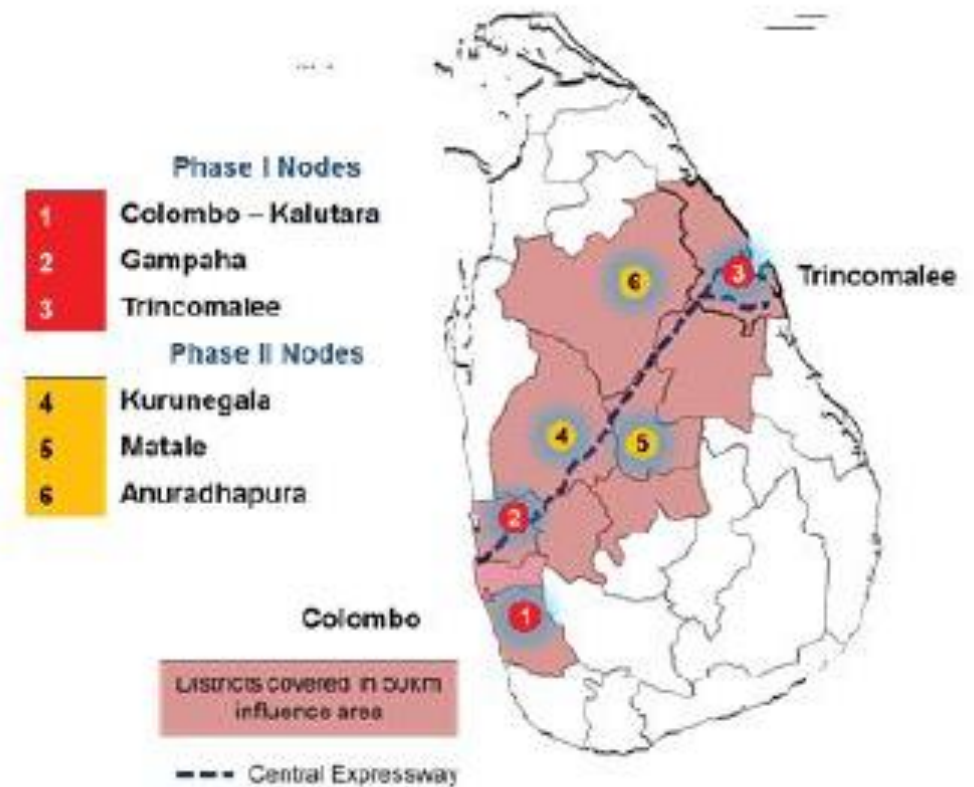 Phase I Nodes
1 Colombo – Kalutara
2 Gampaha
3 Trincomalee
Phase II Nodes
4 Kurunegala
5 Matale
6 Anuradhapura
6
3
Trincomalee
4
5
2
1
Colombo
Districts covered in 50km
influence area
Central Expressway